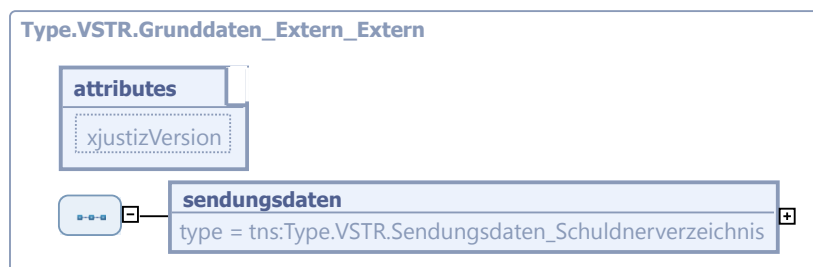 Type.VSTR.Grunddaten_Extern_Extern
attributes
xjustizVersion
sendungsdaten
type = tns:Type.VSTR.Sendungsdaten_Schuldnerverzeichnis